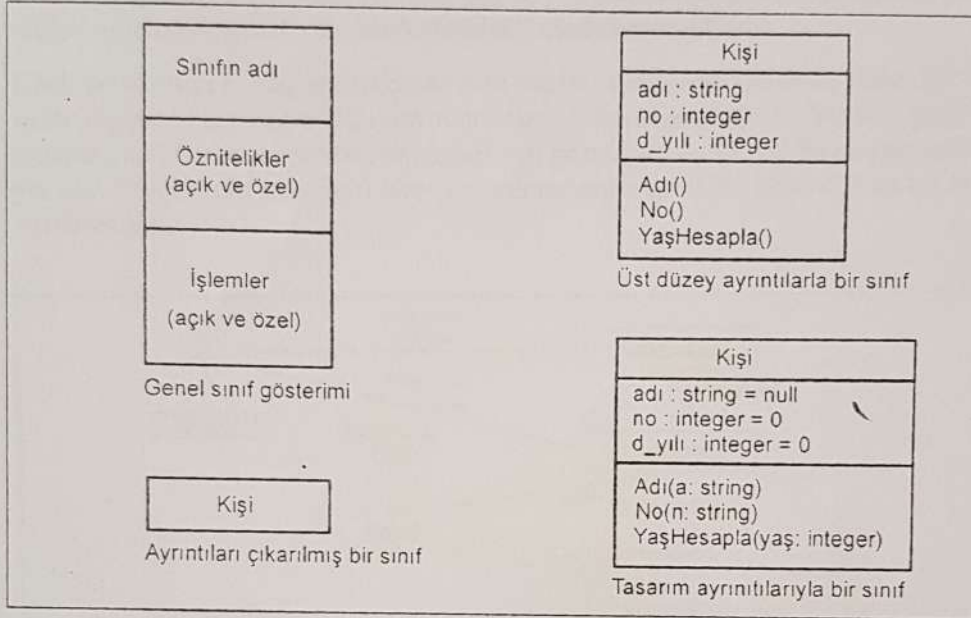 Sınıfın adı
Öznitelikler
(açık ve özel)
İşlemler
(açık ve özel)
Genel sınıf gösterimi
Kişi
Ayrıntıları çıkarılmış bir sınıf
Kişi
adı : string
no : integer
d_yılı : integer
Adı()
No()
YaşHesapla()
Üst düzey ayrıntılarla bir sınıf
Kişi
adı : string = null
no : integer = 0
d_yılı : integer = 0
Adı(a: string)
No(n: string)
YaşHesapla(yaş: integer)
Tasarım ayrınıtılarıyla bir sınıf